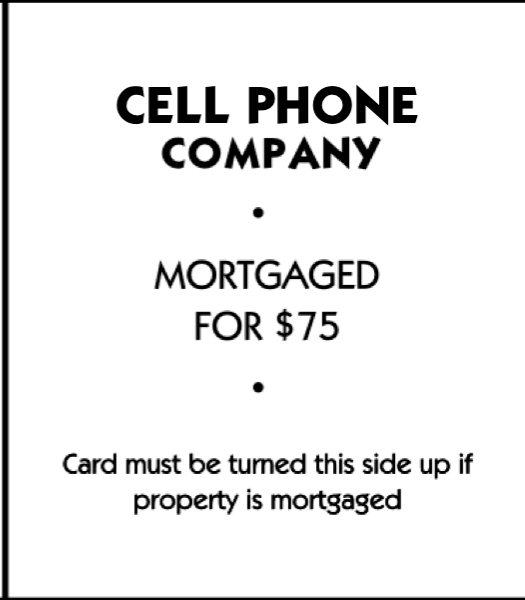 CELL PHONE
COMPANY
•
MORTGAGED
FOR $75
•
Card must be turned this side up if
property is mortgaged